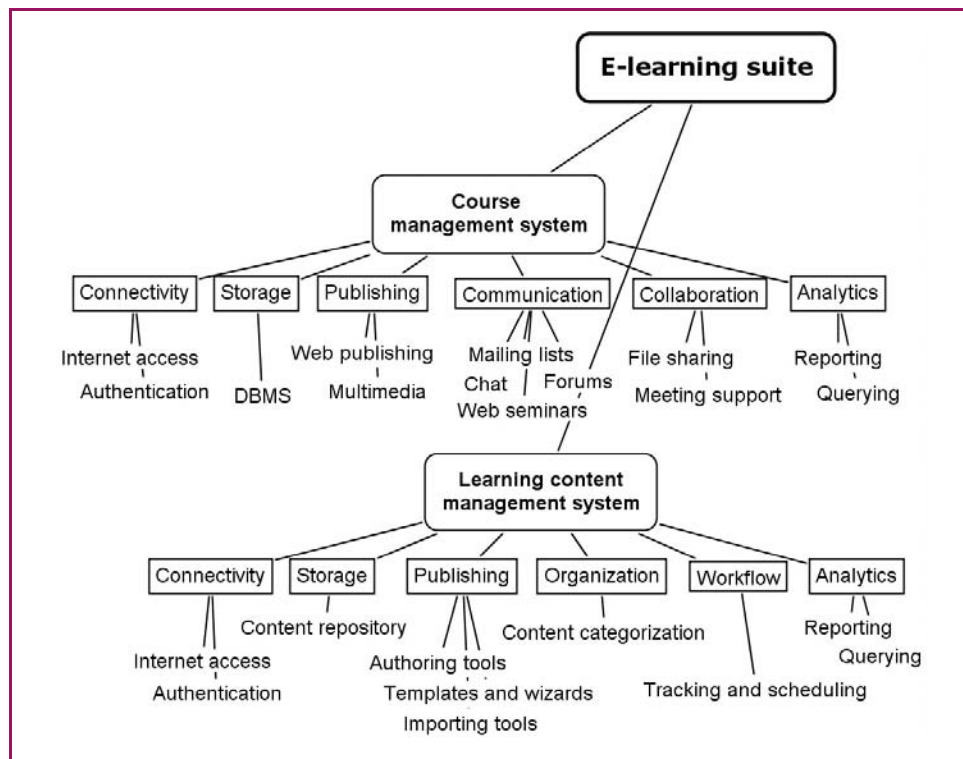 E-learning suite
Course
management system
Connectivity Storage Publishing Communication Collaboration Analytics
Internet access Web publishing Mailing lists File sharing Reporting
Authentication DBMS Multimedia Chat Forums Meeting support Querying
Web seminars
Learning content
management system
Connectivity Storage Publishing Organization Workflow Analytics
Content repository Content categorization Reporting
Internet access Authoring tools Querying
Authentication Templates and wizards Tracking and scheduling
Importing tools